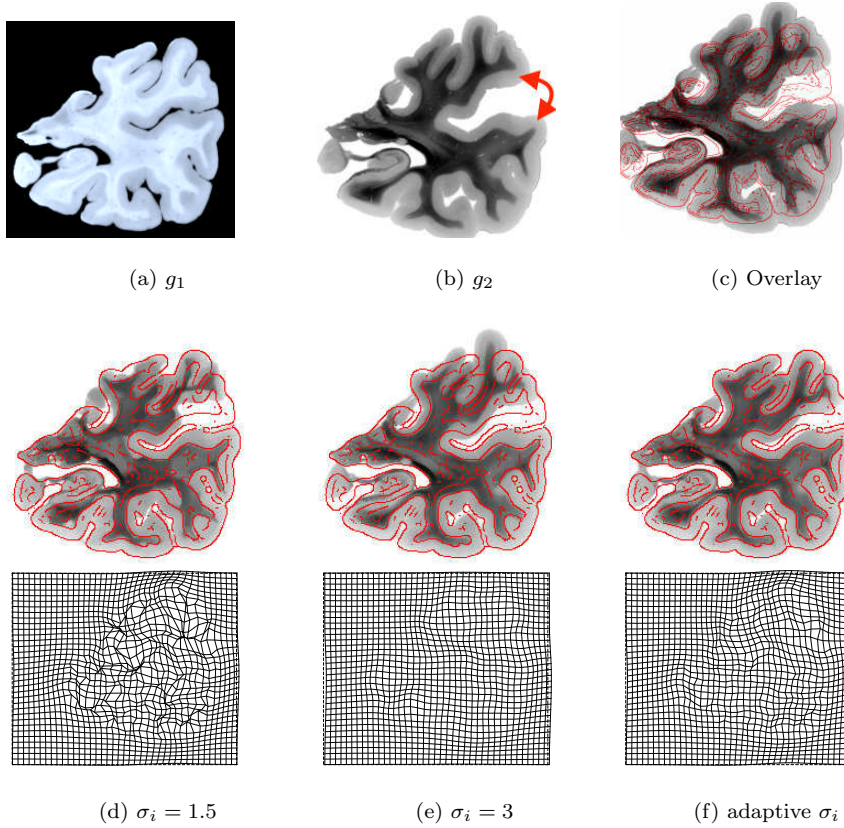 (a) g₁
(b) g₂
(c) Overlay
(d) σᵢ = 1.5
(e) σᵢ = 3
(f) adaptive σᵢ